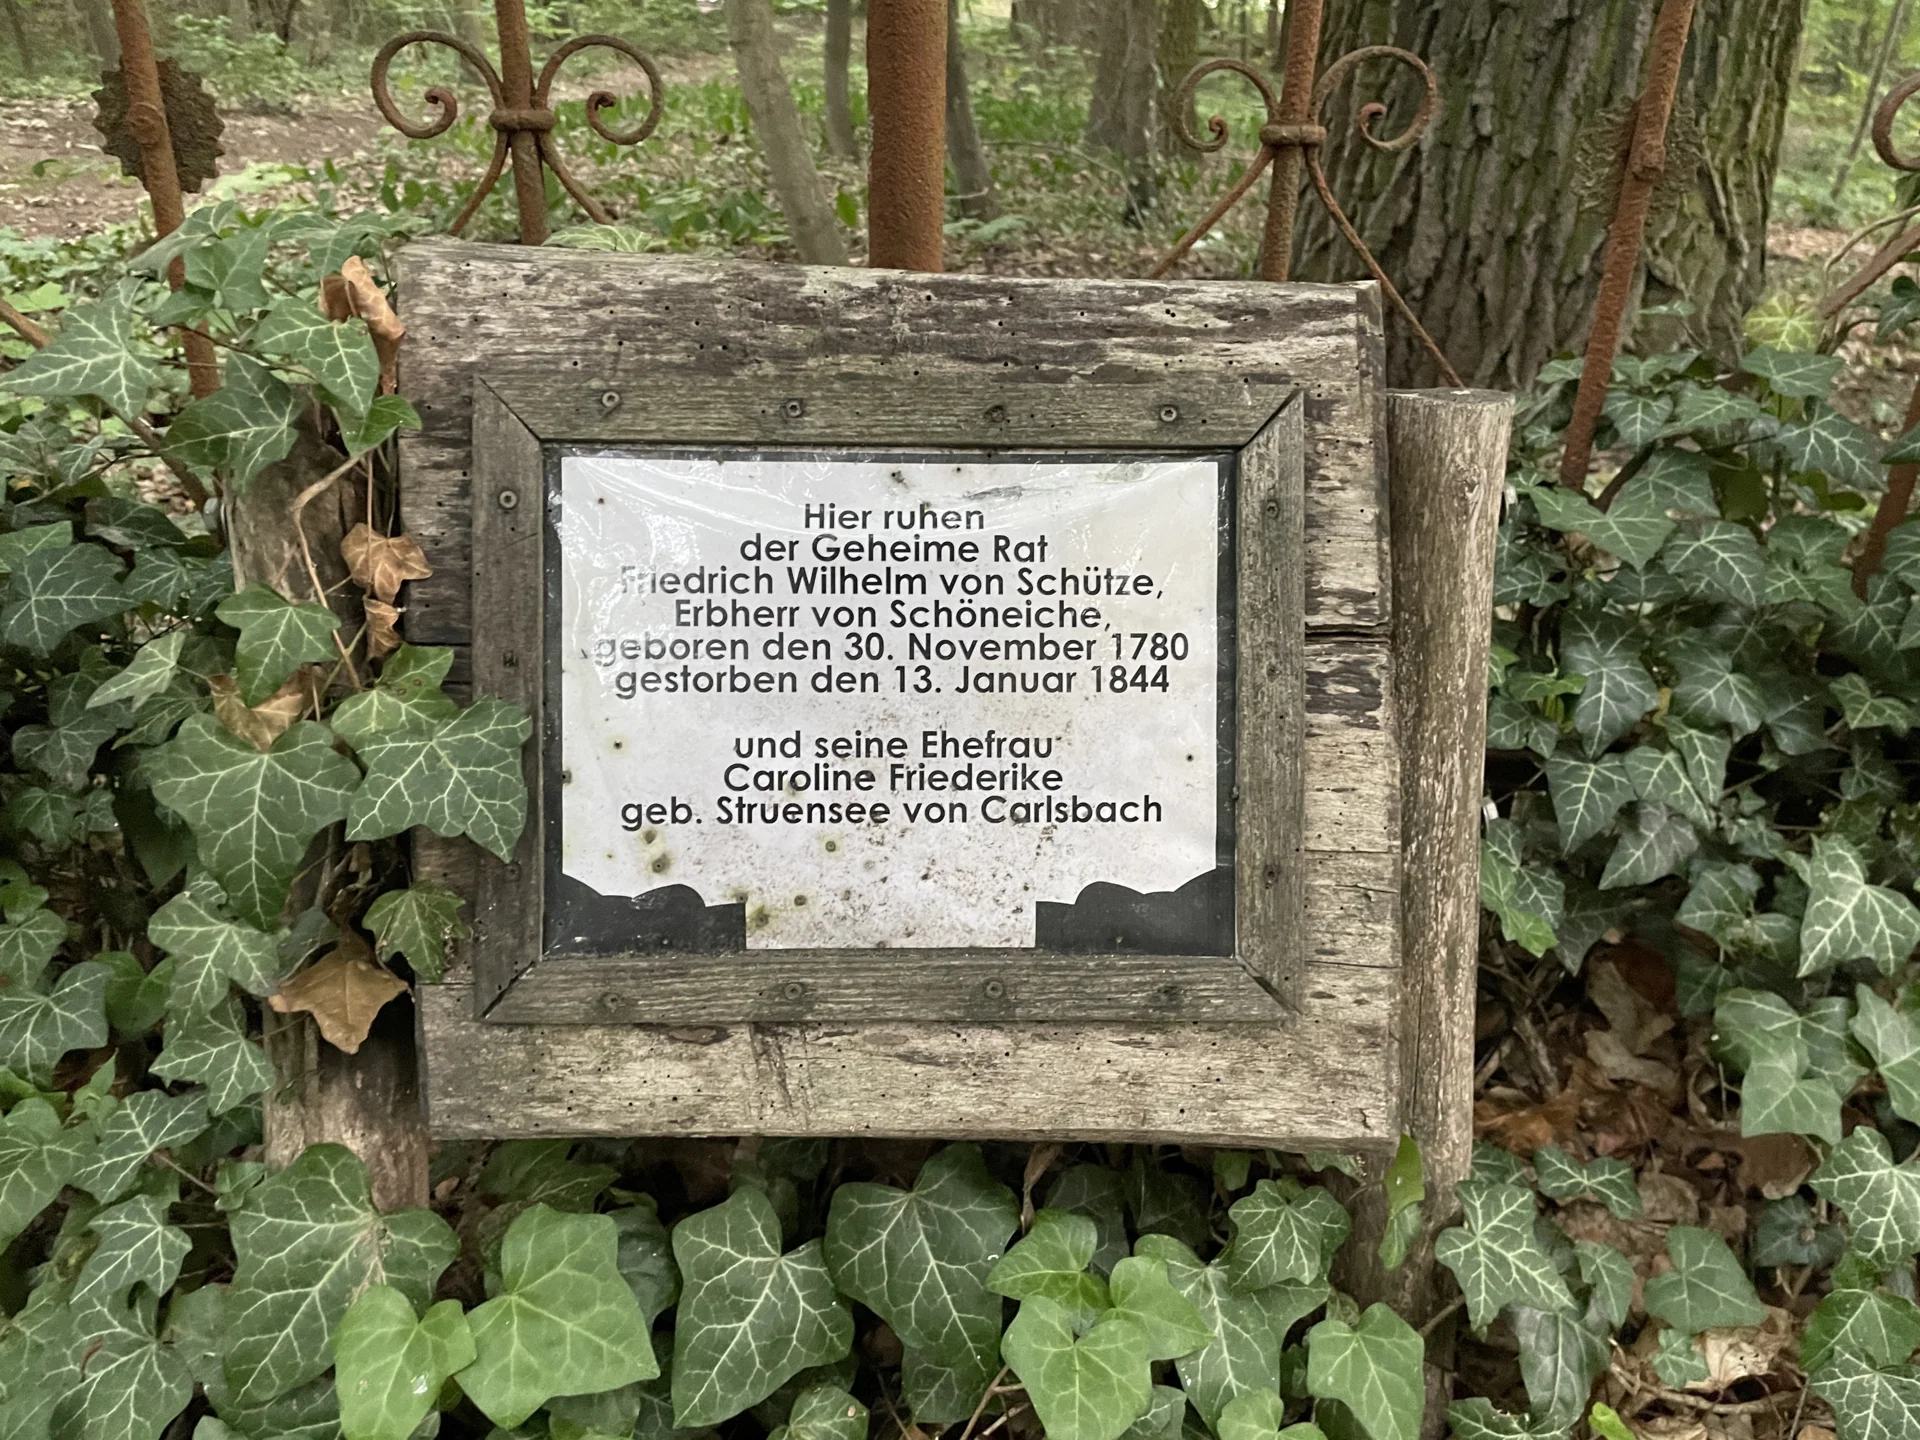 Hier ruhen
der Geheime Rat
Friedrich Wilhelm von Schütze,
Erbherr von Schöneiche,
geboren den 30. November 1780
gestorben den 13. Januar 1844
und seine Ehefrau
Caroline Friederike
geb. Struensee von Carlsbach